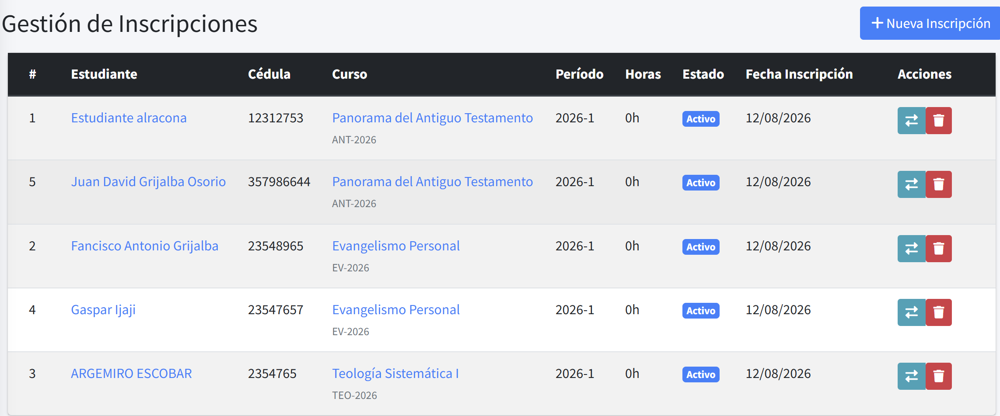 Gestión de Inscripciones
Nueva Inscripción
# Estudiante Cédula Curso Período Horas Estado Fecha Inscripción Acciones
1 Estudiante alracona 12312753 Panorama del Antiguo Testamento 2026-1 0h Activo 12/08/2026
ANT-2026
5 Juan David Grijalba Osorio 357986644 Panorama del Antiguo Testamento 2026-1 0h Activo 12/08/2026
ANT-2026
2 Fancisco Antonio Grijalba 23548965 Evangelismo Personal 2026-1 0h Activo 12/08/2026
EV-2026
4 Gaspar Ijaji 23547657 Evangelismo Personal 2026-1 0h Activo 12/08/2026
EV-2026
3 ARGEMIRO ESCOBAR 2354765 Teología Sistemática I 2026-1 0h Activo 12/08/2026
TEO-2026